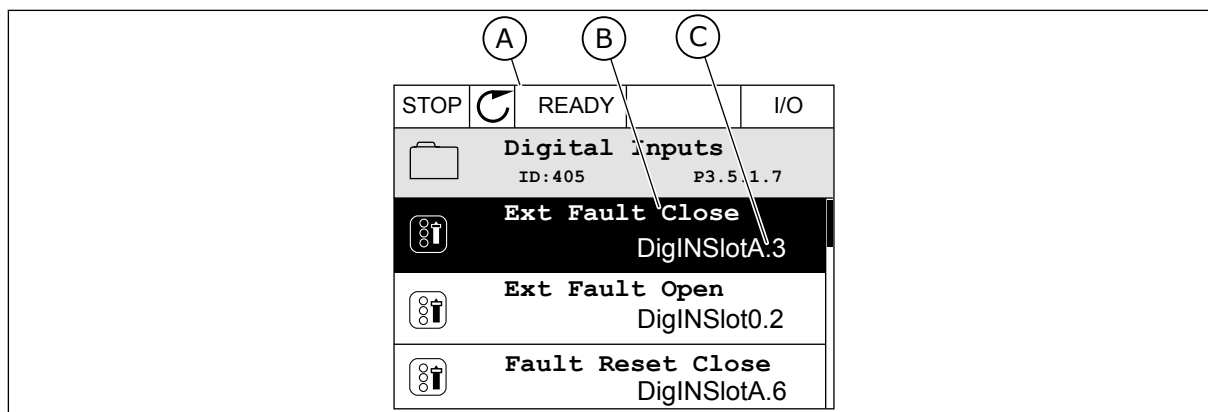 A B C
STOP READY I/O
Digital Inputs
ID:405 P3.5.1.7
Ext Fault Close
DigINSlotA.3
Ext Fault Open
DigINSlot0.2
Fault Reset Close
DigINSlotA.6